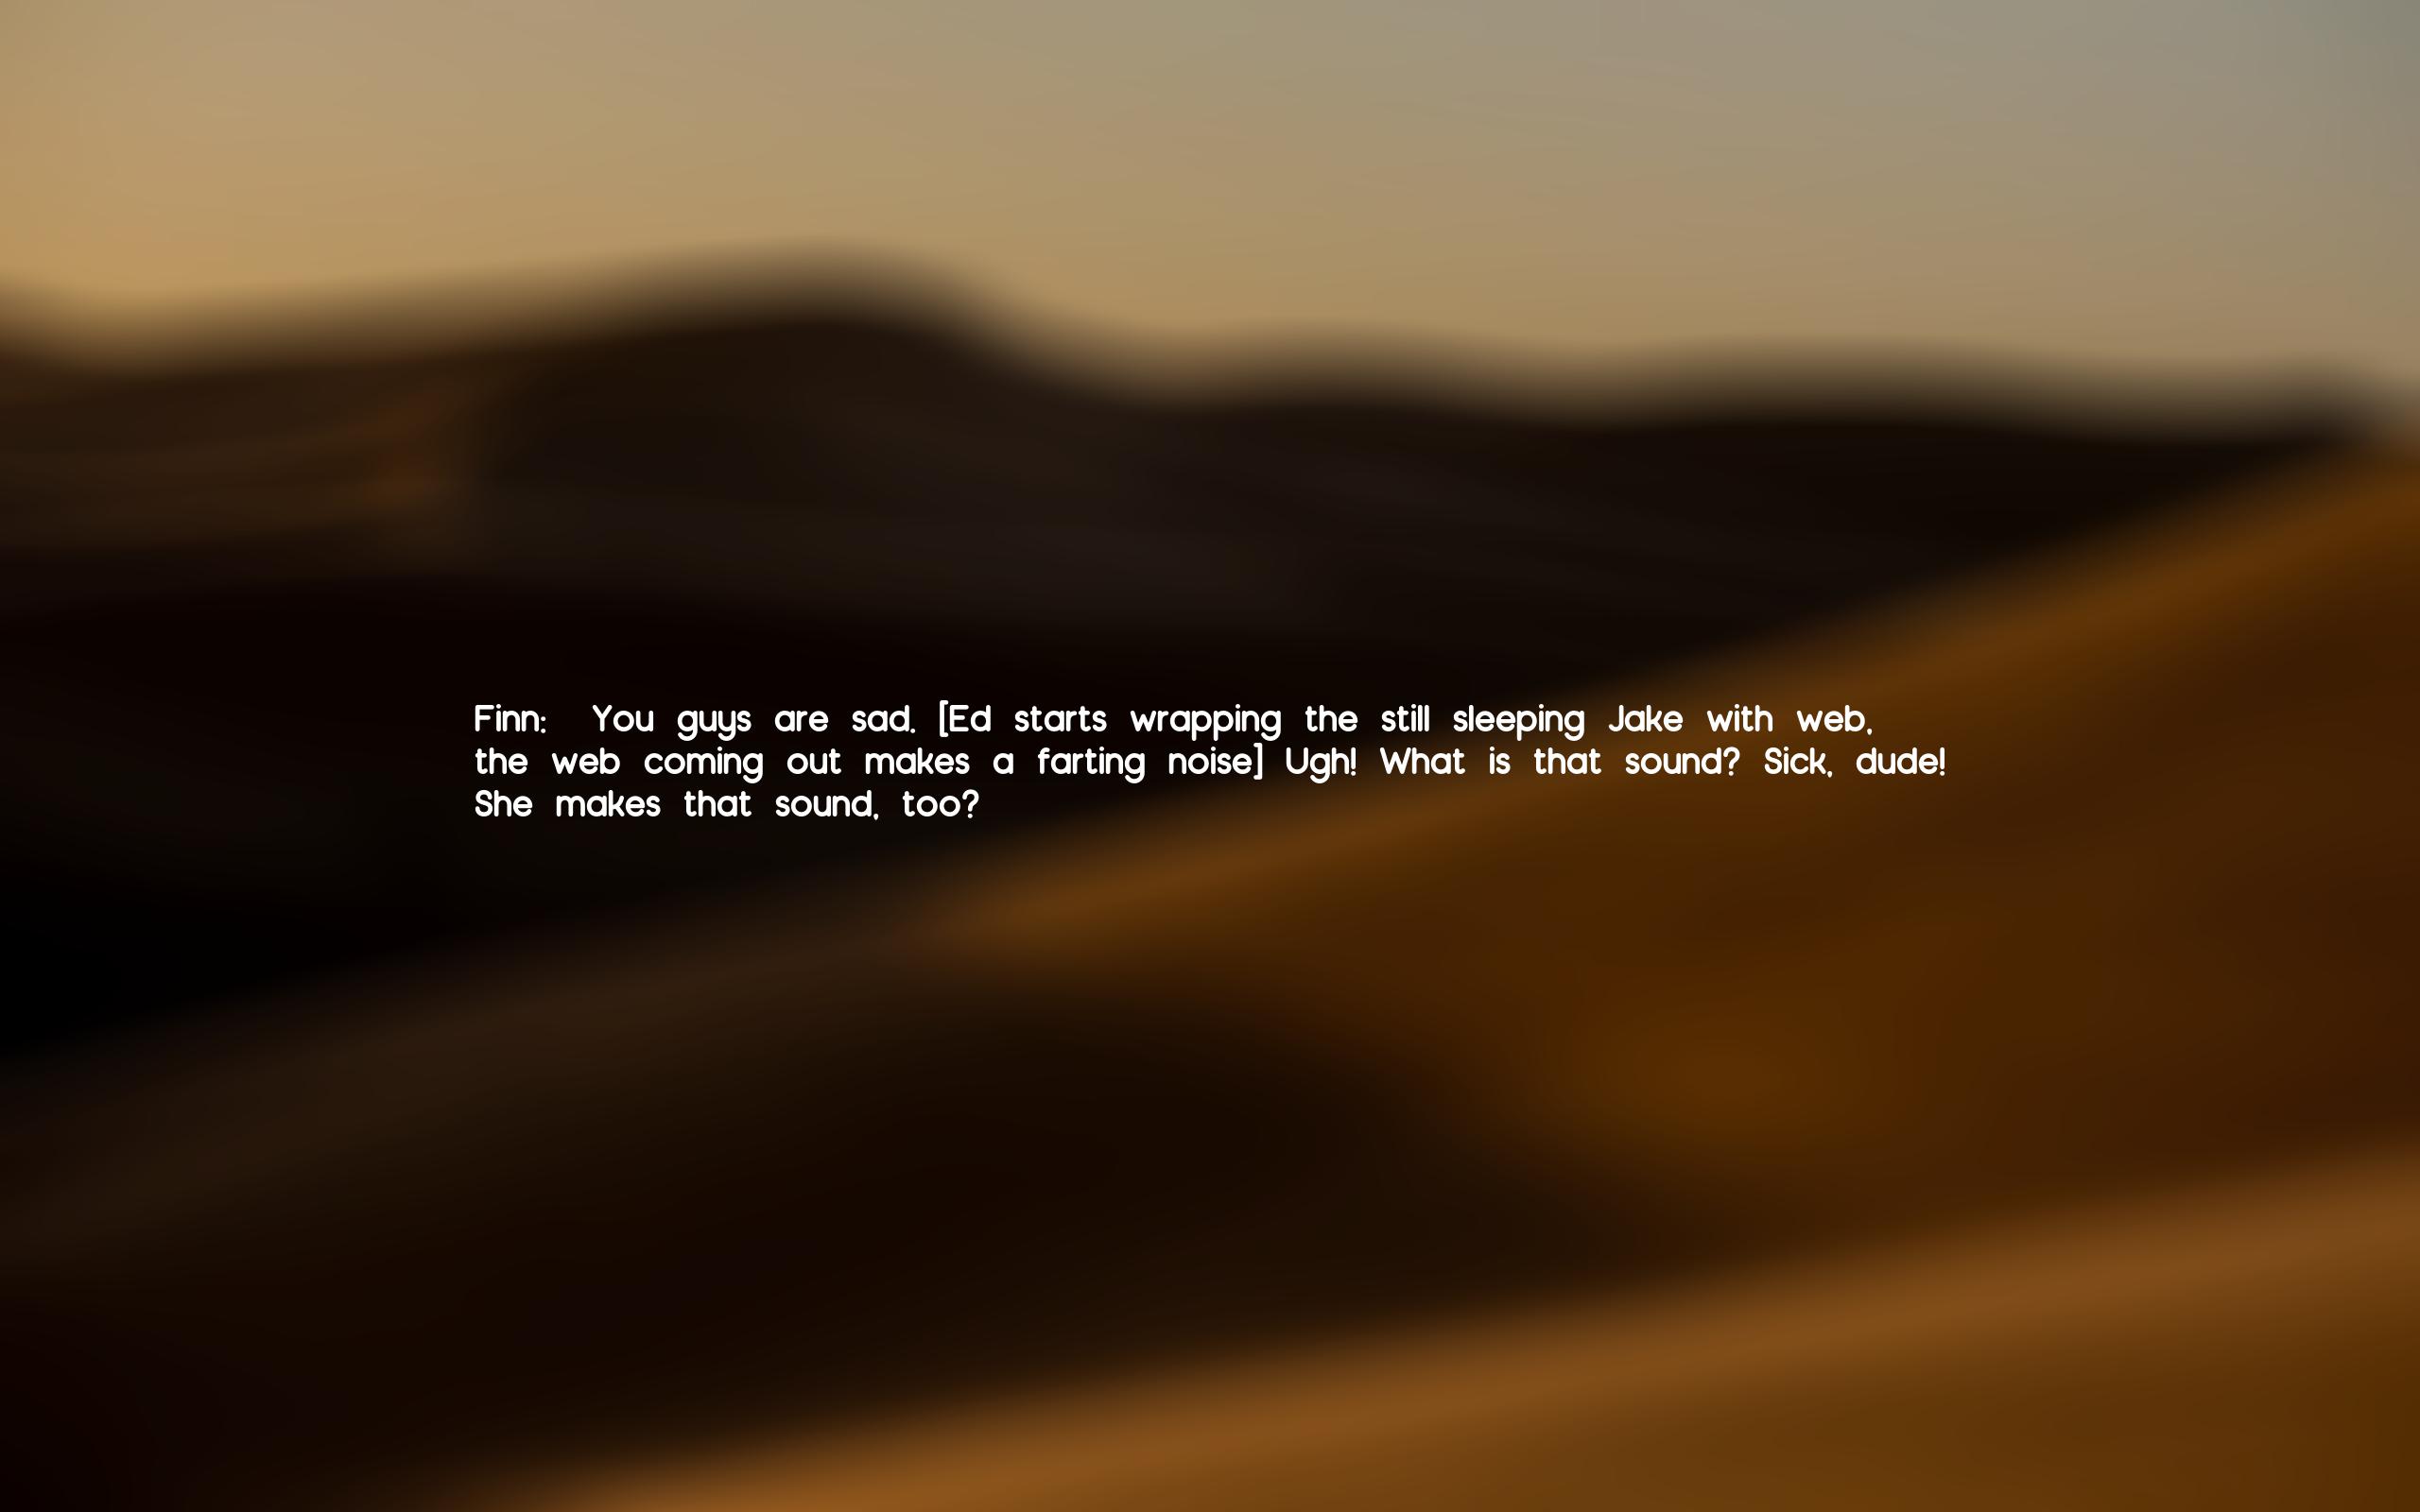 Finn:  You guys are sad. [Ed starts wrapping the still sleeping Jake with web,
the web coming out makes a farting noise] Ugh! What is that sound? Sick, dude!
She makes that sound, too?